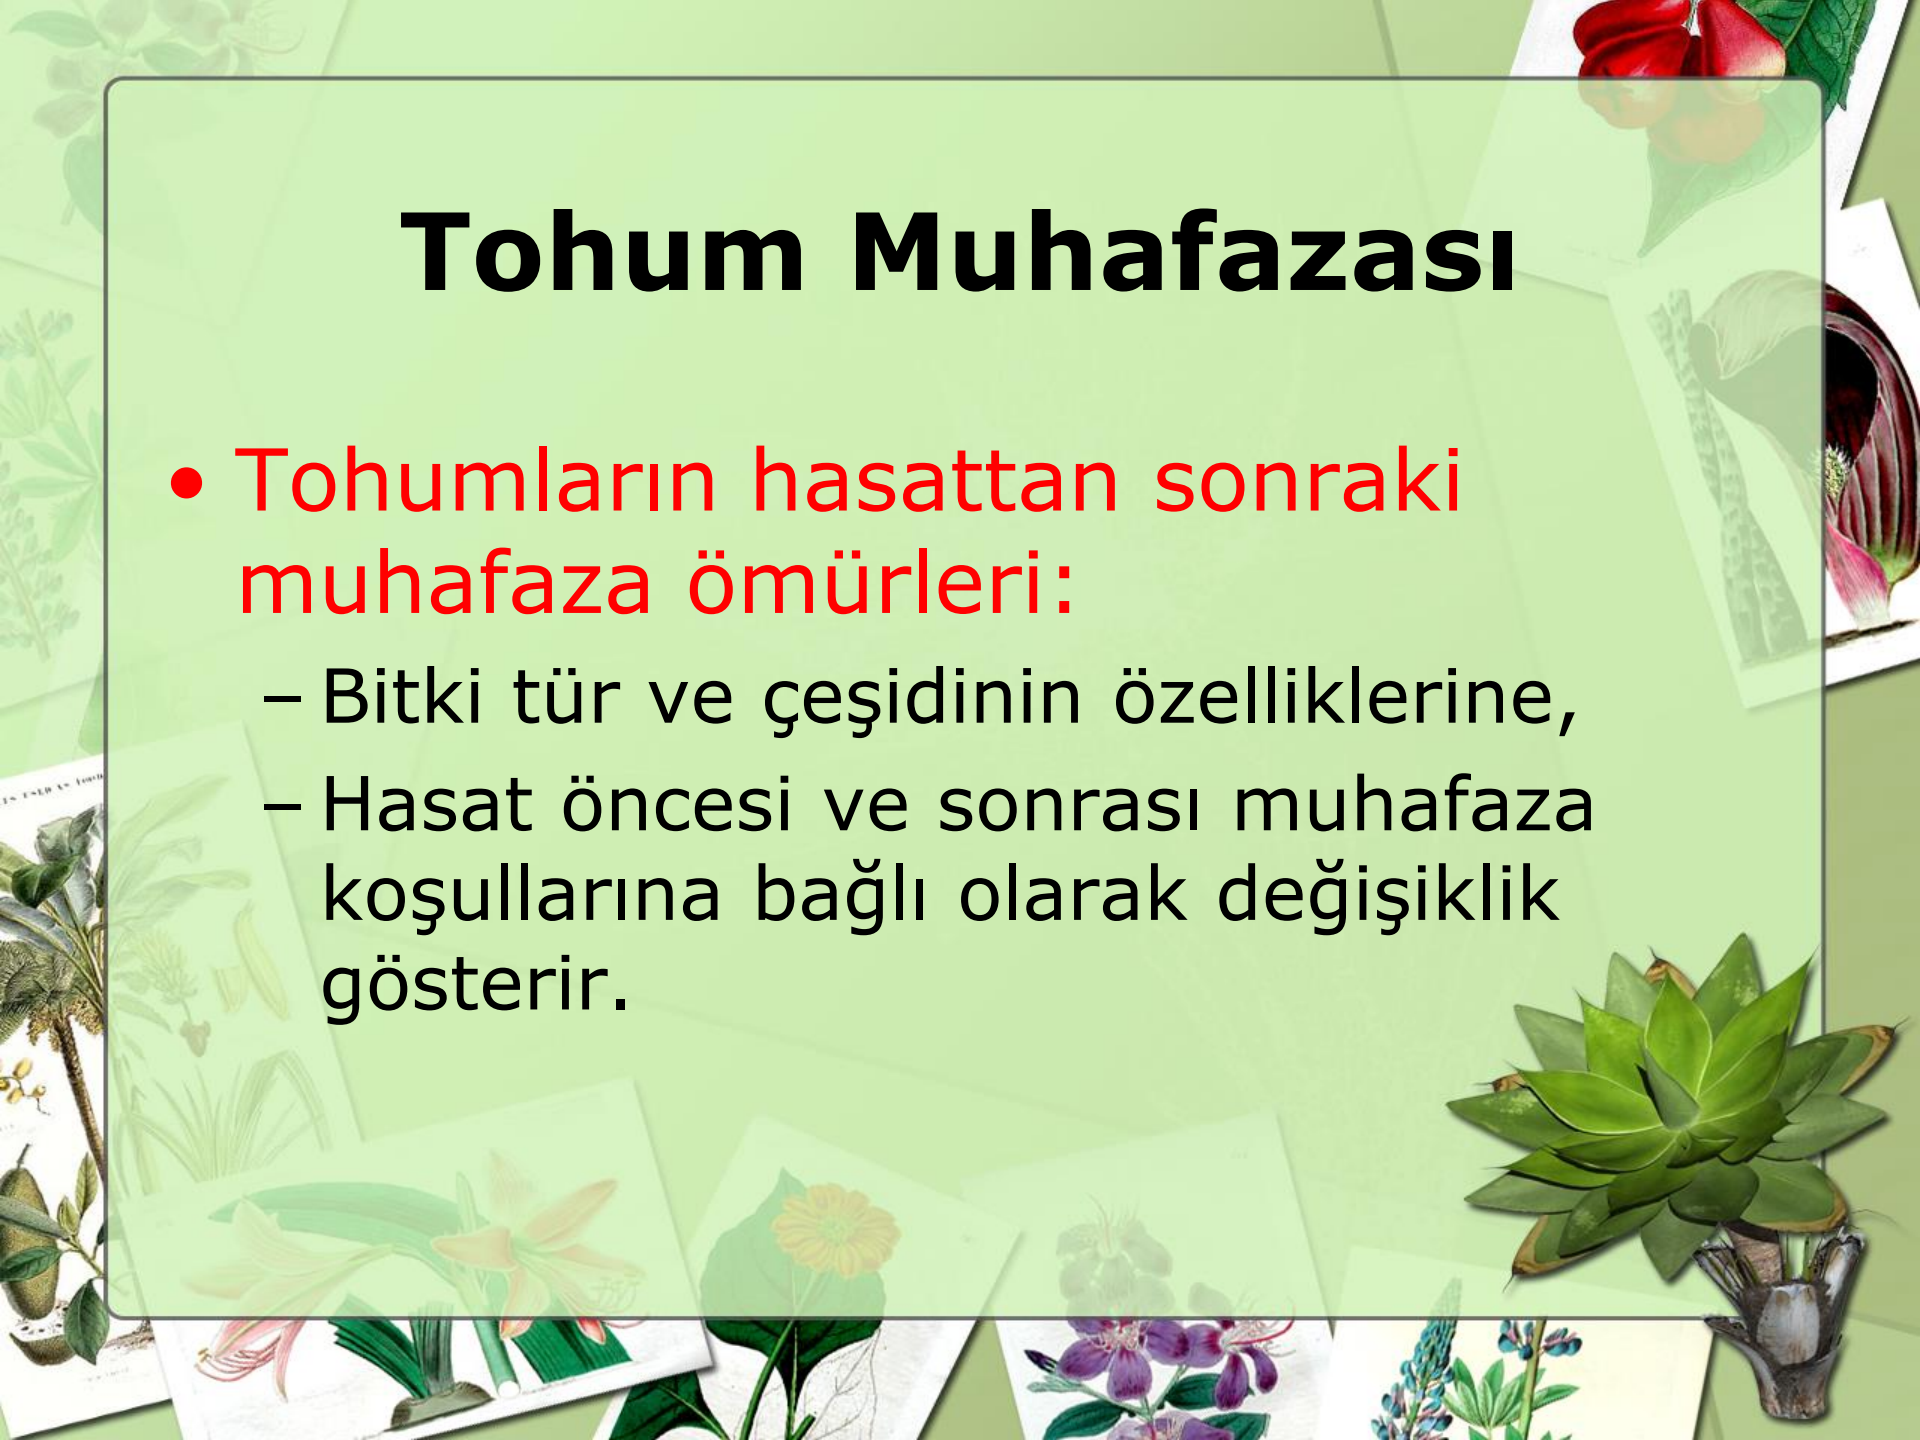 Tohum Muhafazası
• Tohumların hasattan sonraki
muhafaza ömürleri:
– Bitki tür ve çeşidinin özelliklerine,
– Hasat öncesi ve sonrası muhafaza
koşullarına bağlı olarak değişiklik
gösterir.